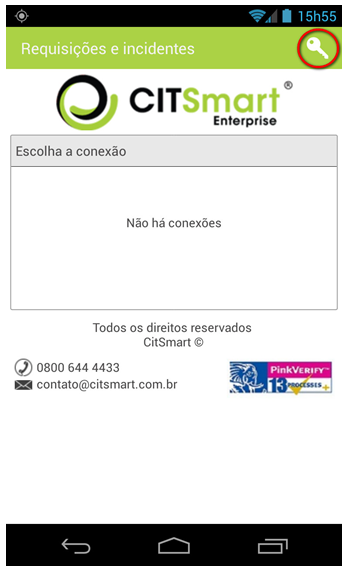 15h55
Requisições e incidentes
CITSmart ®
Enterprise
Escolha a conexão
Não há conexões
Todos os direitos reservados
CitSmart ©
0800 644 4433
contato@citsmart.com.br
PinkVERIFY™
13 PROCESSES +